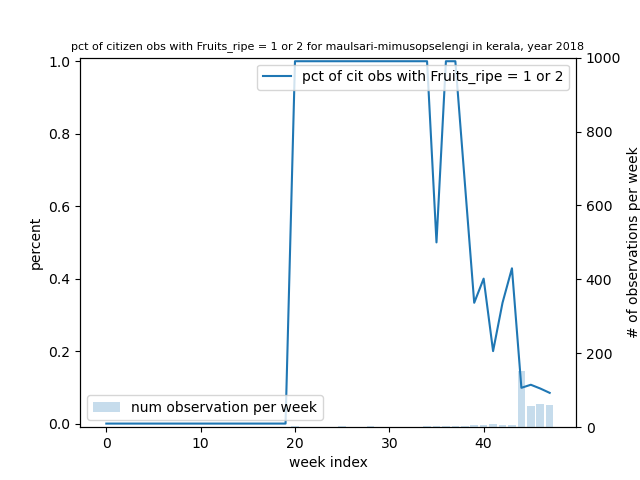 pct of citizen obs with Fruits_ripe = 1 or 2 for maulsari-mimusopselengi in kerala, year 2018
pct of cit obs with Fruits_ripe = 1 or 2
num observation per week
percent
1.0
0.8
0.6
0.4
0.2
0.0
0
10
20
30
40
week index
1000
800
600
400
200
0
# of observations per week